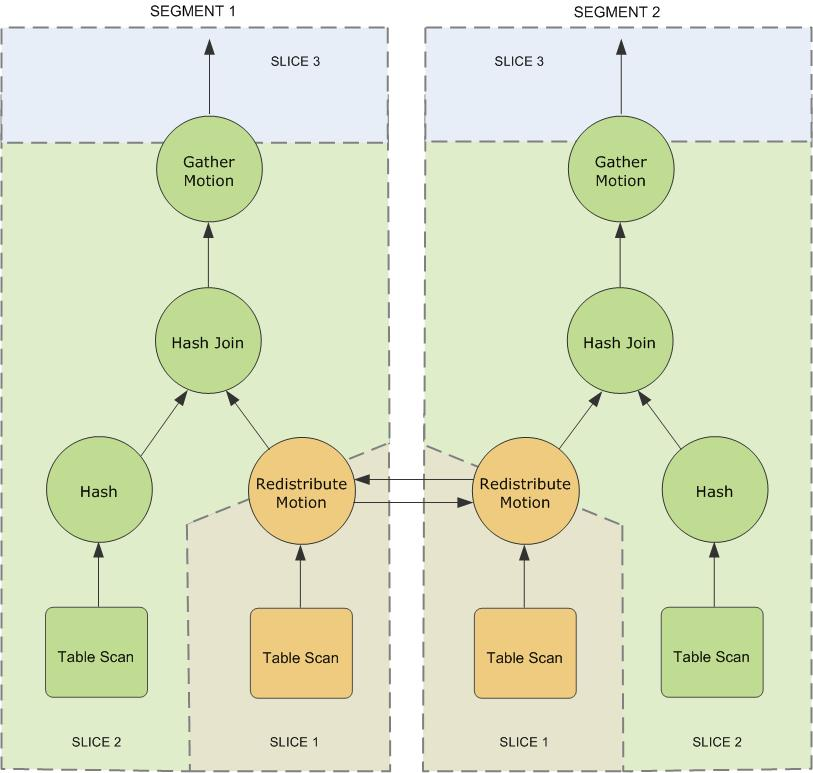 SEGMENT 1
SEGMENT 2
SLICE 3
SLICE 3
Gather
Motion
Gather
Motion
Hash Join
Hash Join
Hash
Redistribute
Motion
Redistribute
Motion
Hash
Table Scan
Table Scan
Table Scan
Table Scan
SLICE 2
SLICE 1
SLICE 1
SLICE 2